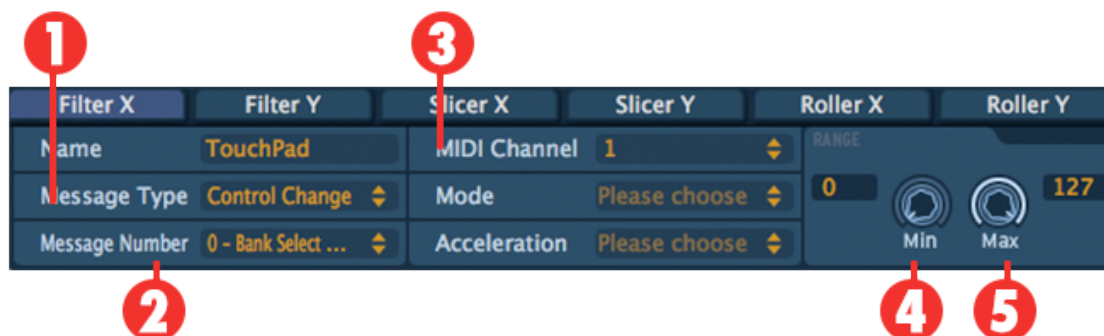 1 3
Filter X Filter Y Slicer X Slicer Y Roller X Roller Y
Name TouchPad MIDI Channel 1 RANGE
Message Type Control Change Mode Please choose 0 127
Min Max
Message Number 0 - Bank Select ... Acceleration Please choose
2 4 5